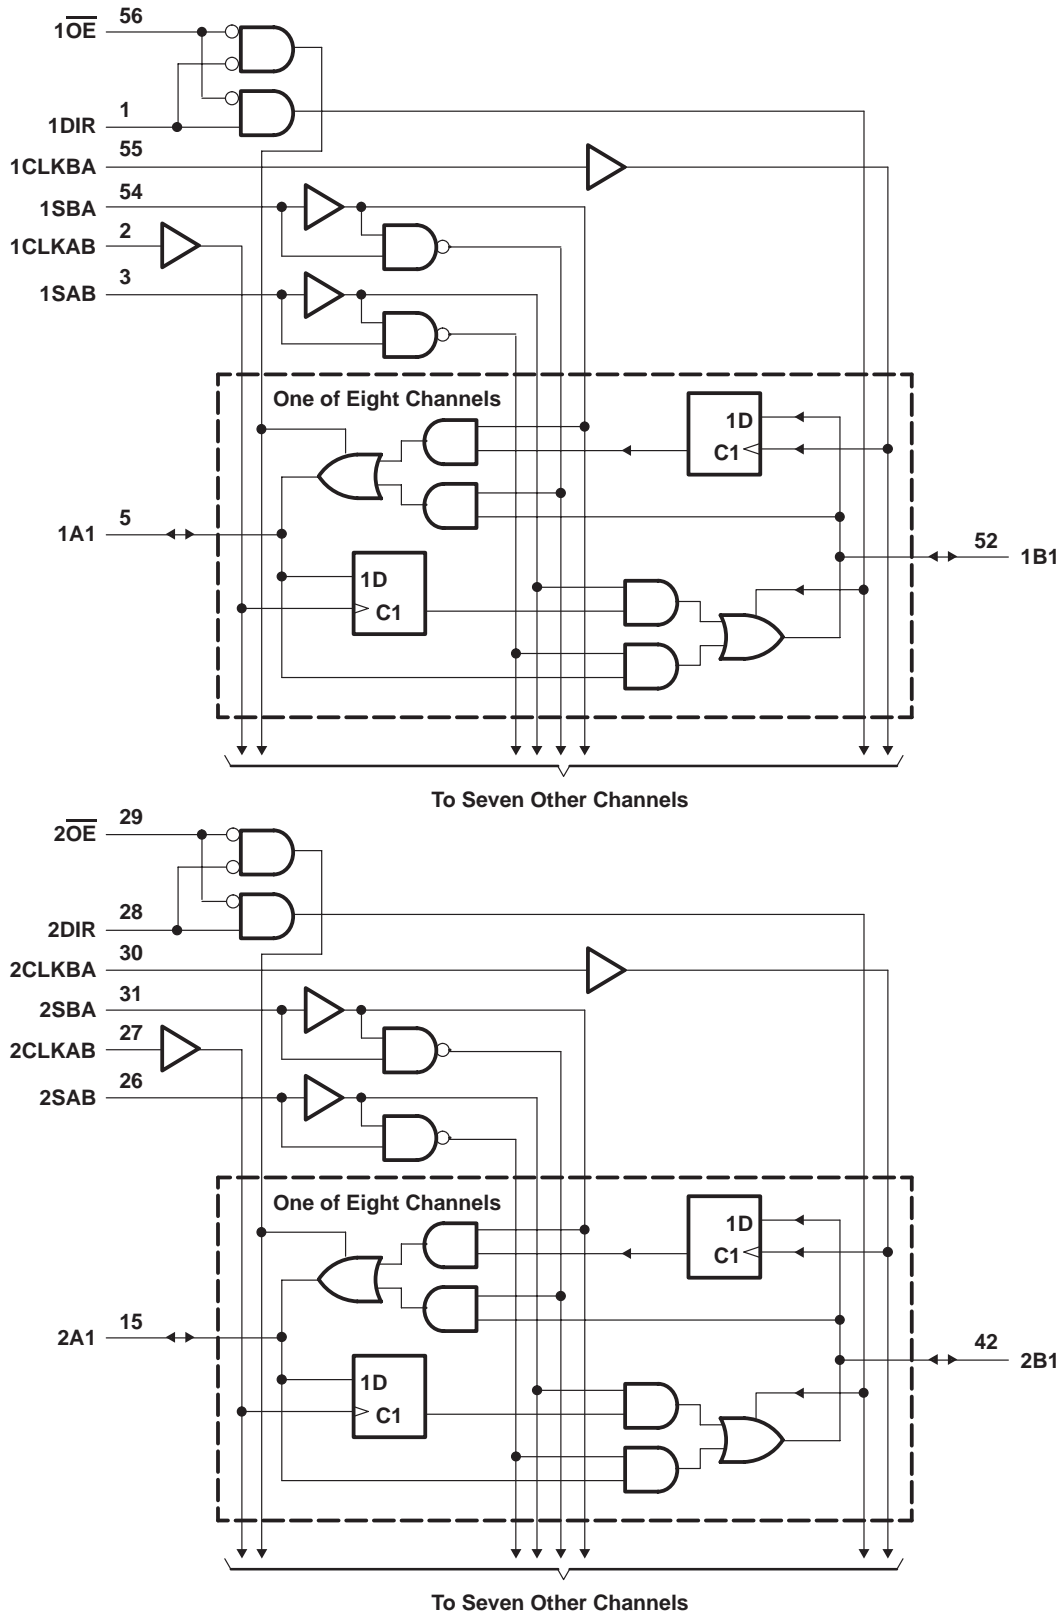 56
1O̅E̅
1
1DIR
55
1CLKBA
54
1SBA
2
1CLKAB
3
1SAB
One of Eight Channels
1D
C1
5
1A1
52
1B1
1D
C1
To Seven Other Channels
29
2O̅E̅
28
2DIR
30
2CLKBA
31
2SBA
27
2CLKAB
26
2SAB
One of Eight Channels
1D
C1
15
2A1
42
2B1
1D
C1
To Seven Other Channels